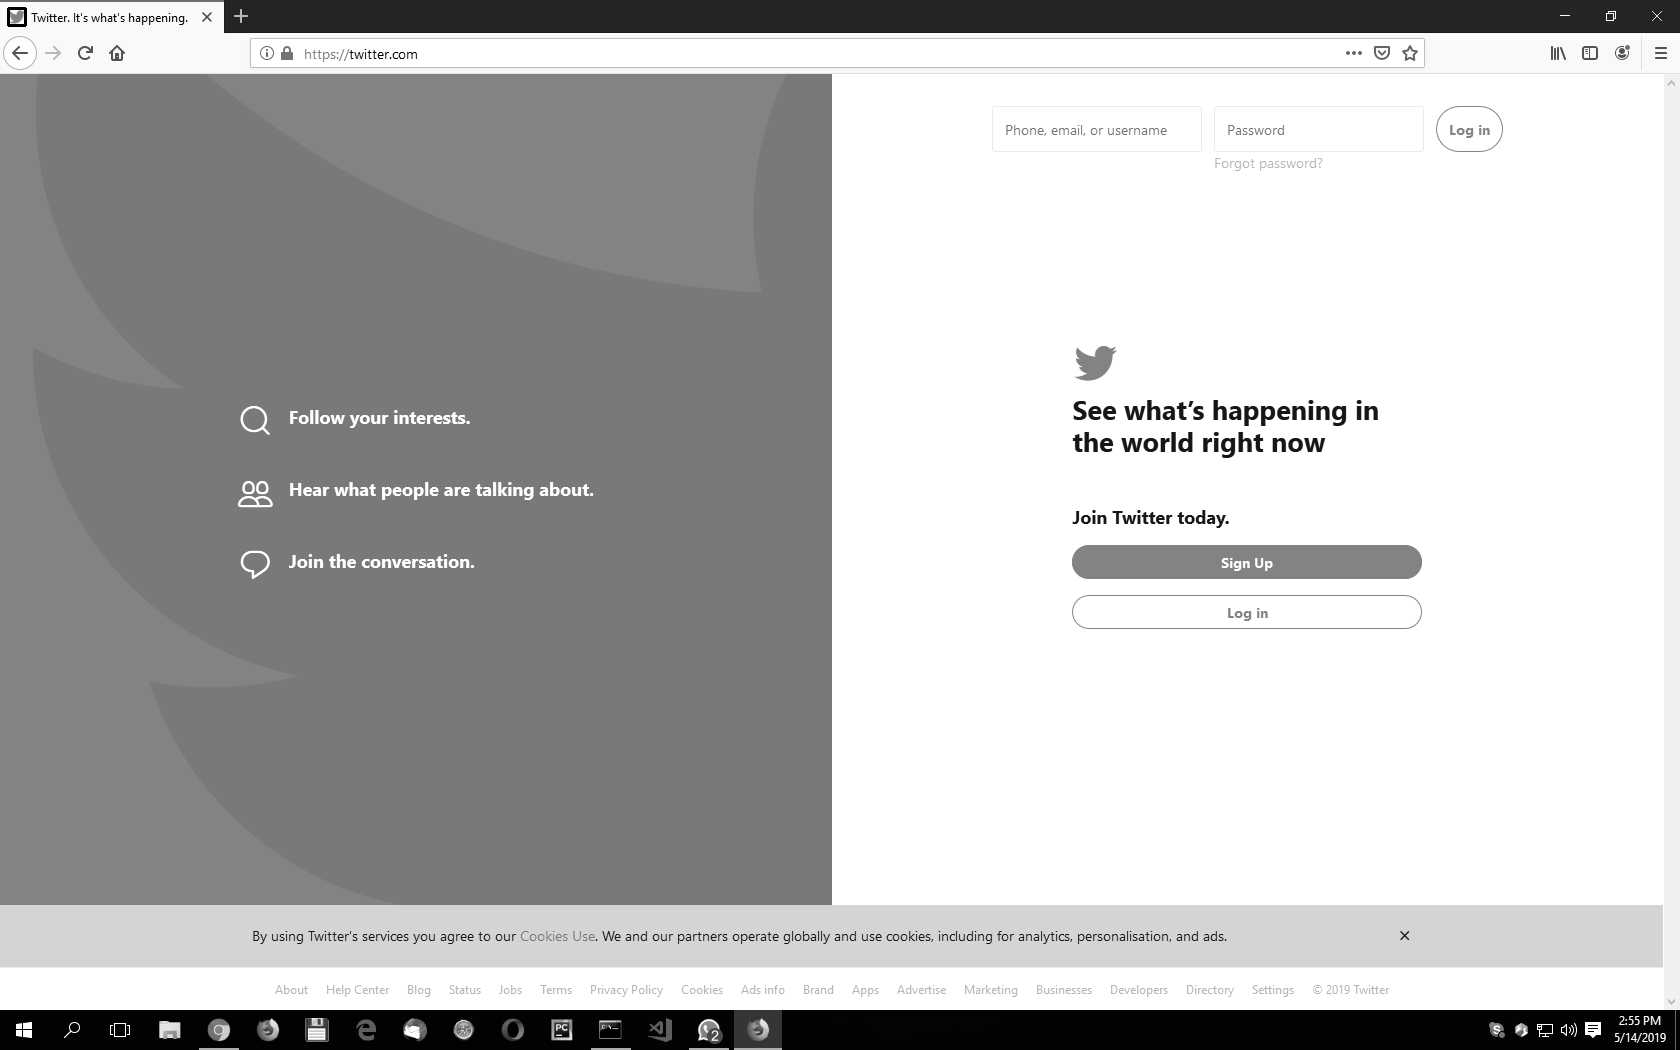 Twitter. It's what's happening.
https://twitter.com
Phone, email, or username
Password
Log in
Forgot password?
Follow your interests.
Hear what people are talking about.
Join the conversation.
See what's happening in
the world right now
Join Twitter today.
Sign Up
Log in
By using Twitter's services you agree to our Cookies Use. We and our partners operate globally and use cookies, including for analytics, personalisation, and ads.
About Help Center Blog Status Jobs Terms Privacy Policy Cookies Ads info Brand Apps Advertise Marketing Businesses Developers Directory Settings © 2019 Twitter
PC
2
2:55 PM
5/14/2019